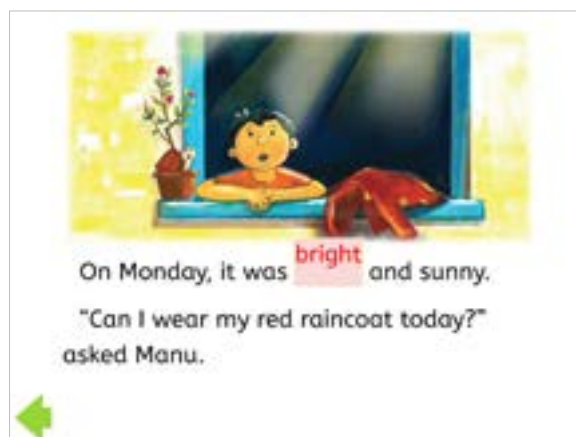 On Monday, it was bright and sunny.
"Can I wear my red raincoat today?"
asked Manu.